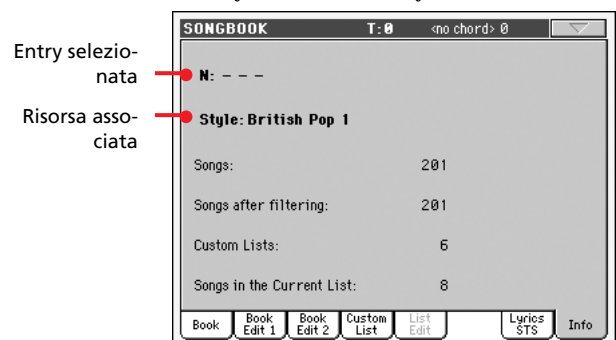 SONGBOOK T:0 <no chord> 0
Entry selezio-
nata
N: – – –
Risorsa asso-
ciata
Style: British Pop 1
Songs: 201
Songs after filtering: 201
Custom Lists: 6
Songs in the Current List: 8
Book Book Edit 1 Book Edit 2 Custom List List Edit Lyrics STS Info